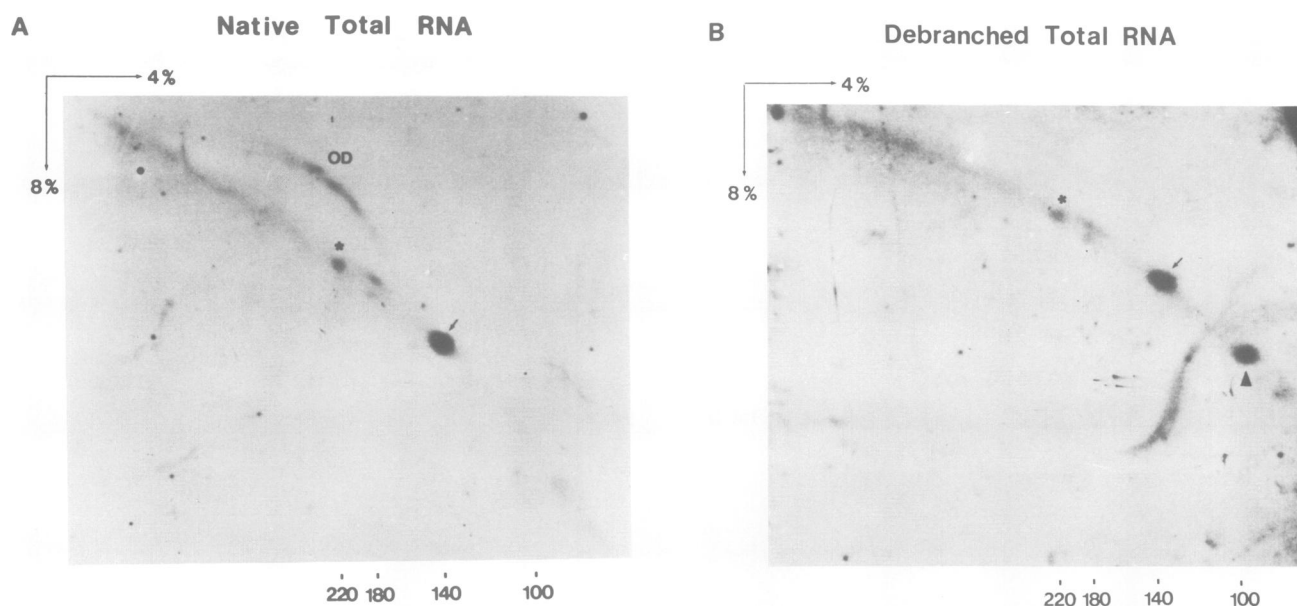 A
Native Total RNA
4%
8%
OD
*
220 180 140 100
B
Debranched Total RNA
4%
8%
*
220 180 140 100